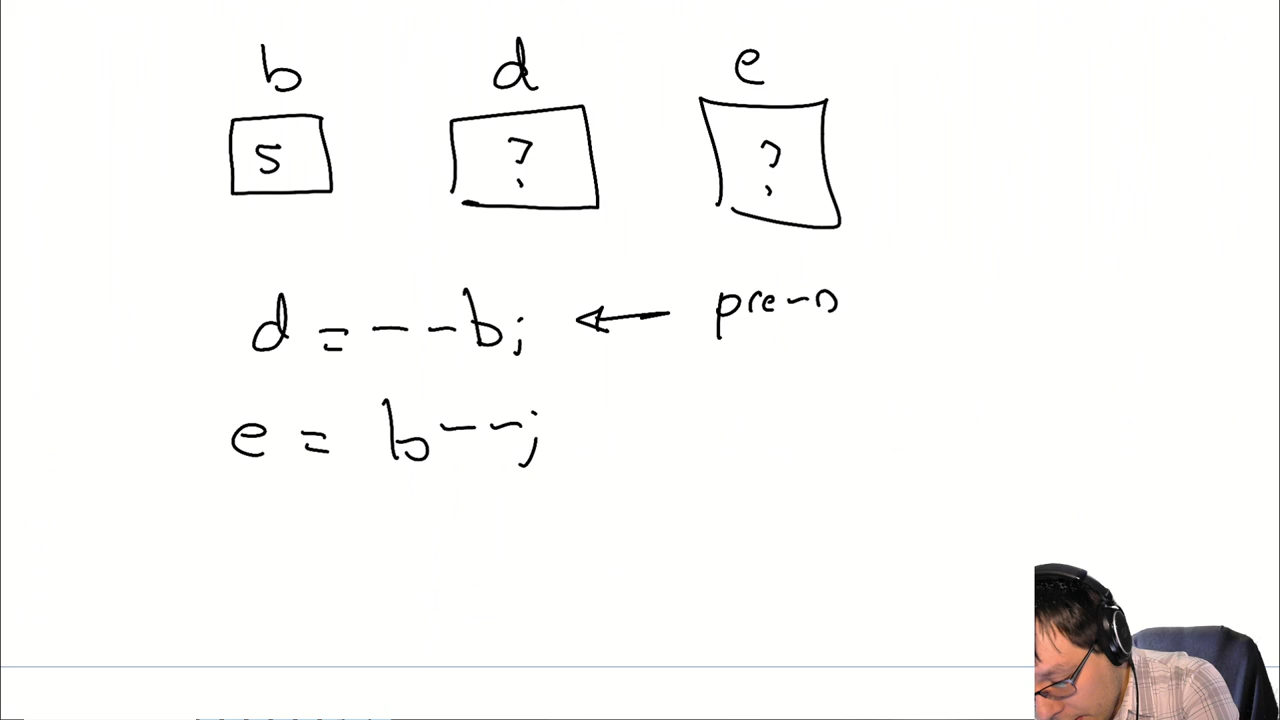 b d e
5 ? ?
d = --b; pre-
e = b--;